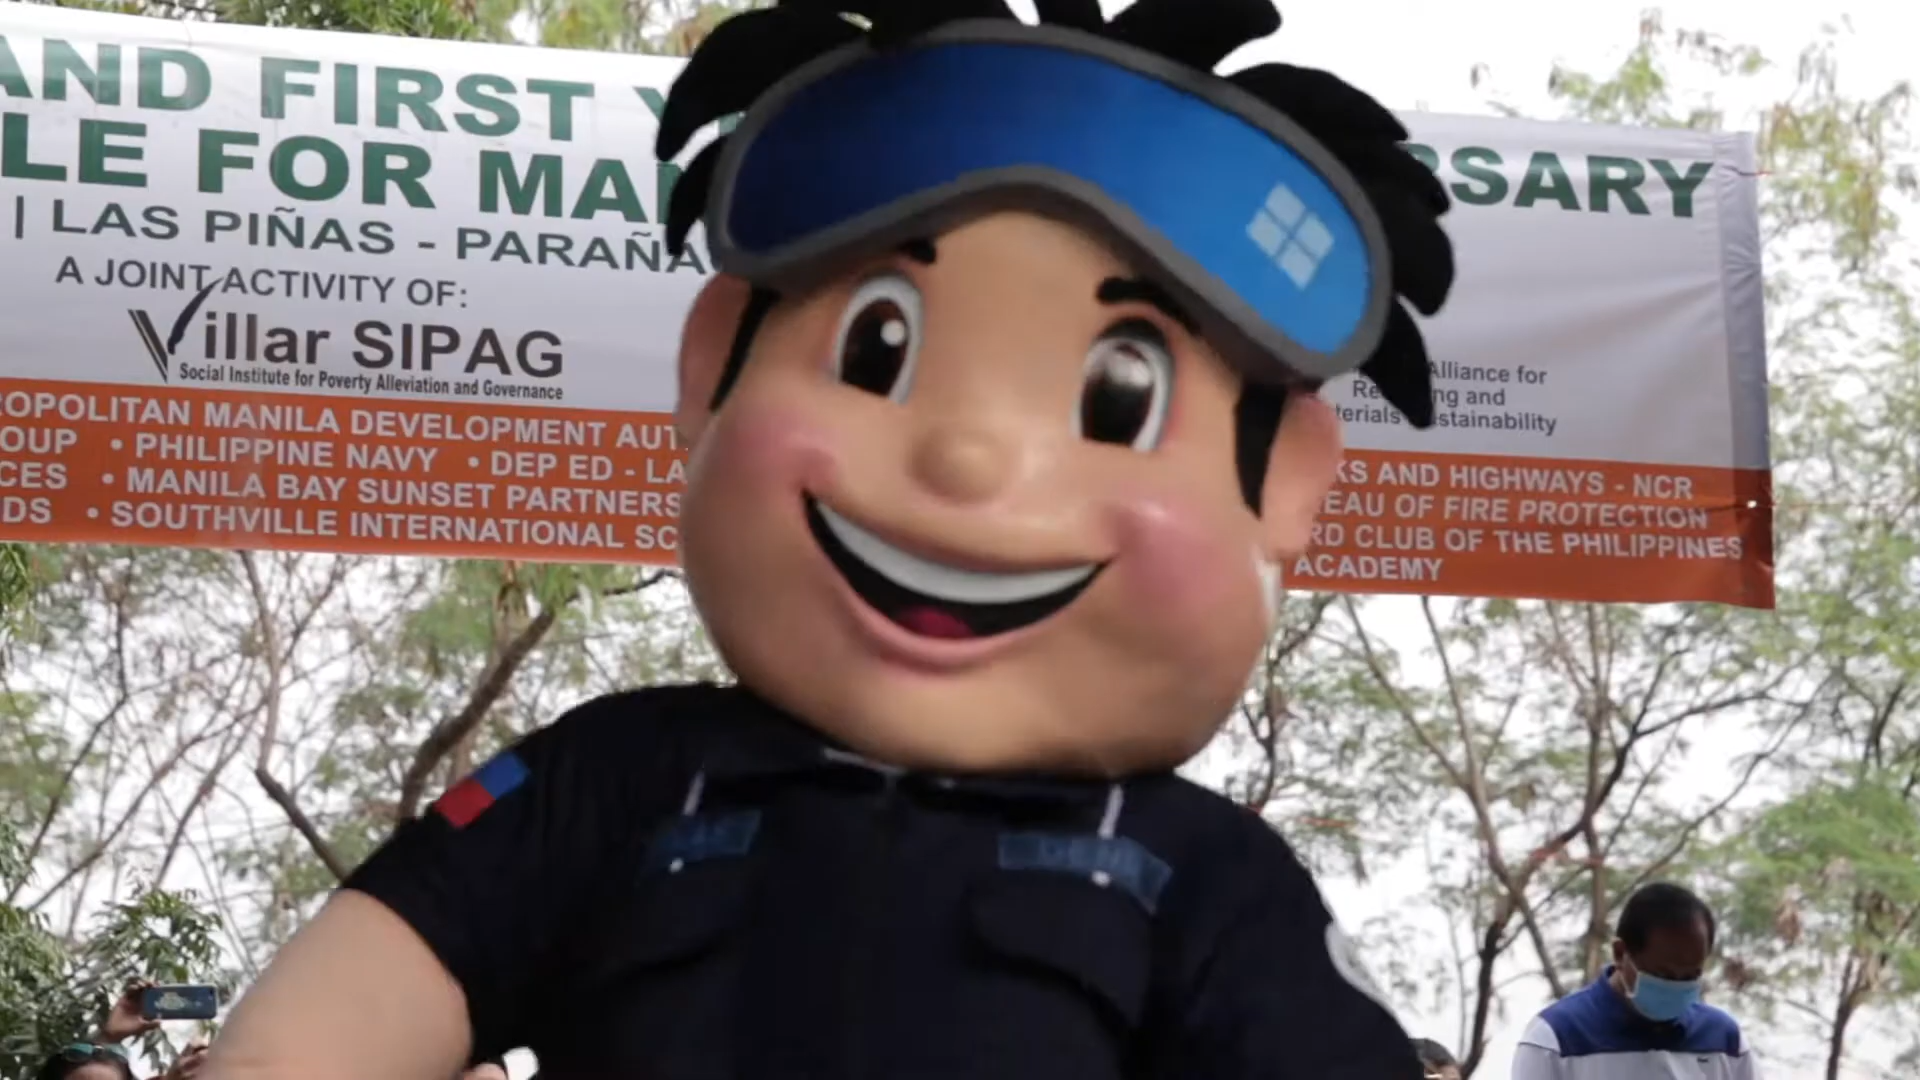 AND FIRST
LE FOR MAN
| LAS PIÑAS - PARAÑA
A JOINT ACTIVITY OF:
Villar SIPAG
Social Institute for Poverty Alleviation and Governance
ROPOLITAN MANILA DEVELOPMENT AUT
OUP • PHILIPPINE NAVY • DEP ED - LA
CES • MANILA BAY SUNSET PARTNERS
DS • SOUTHVILLE INTERNATIONAL SC
RSARY
Alliance for
ng and
terials stainability
KS AND HIGHWAYS - NCR
EAU OF FIRE PROTECTION
RD CLUB OF THE PHILIPPINES
ACADEMY